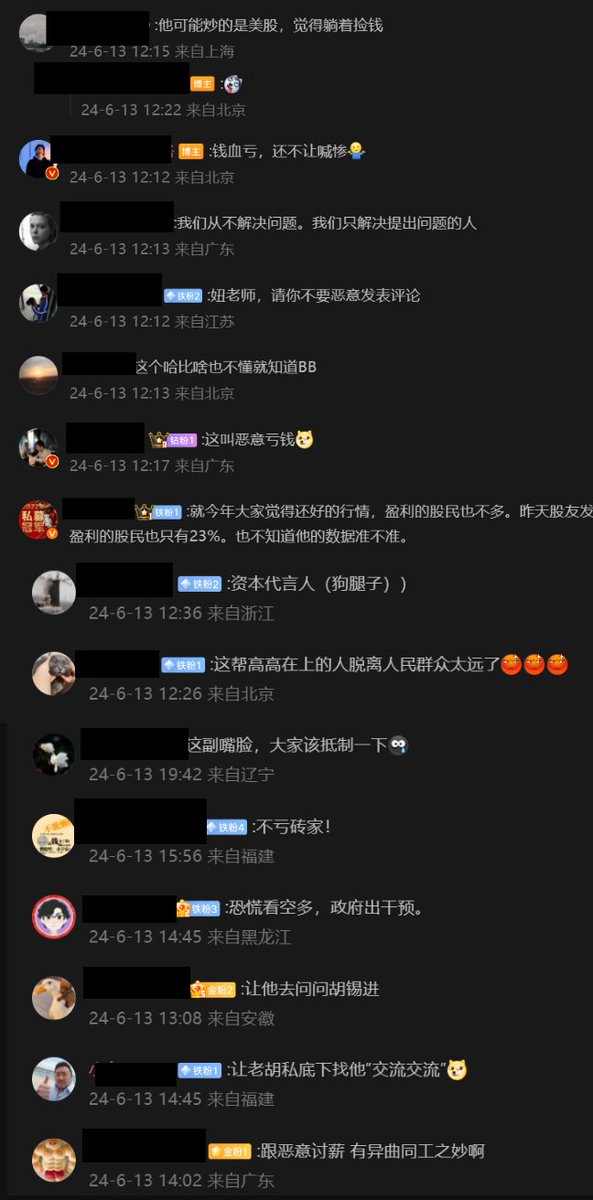 :他可能炒的是美股，觉得躺着捡钱
24-6-13 12:15 来自上海
博主 :
24-6-13 12:22 来自北京
博主 :钱血亏，还不让喊惨
24-6-13 12:12 来自北京
:我们从不解决问题。我们只解决提出问题的人
24-6-13 12:13 来自广东
铁粉2 :妞老师，请你不要恶意发表评论
24-6-13 12:12 来自江苏
这个哈比啥也不懂就知道BB
24-6-13 12:13 来自北京
钻粉1 :这叫恶意亏钱
24-6-13 12:17 来自广东
私募
冠军
铁粉1 :就今年大家觉得还好的行情，盈利的股民也不多。昨天股友发
盈利的股民也只有23%。也不知道他的数据准不准。
铁粉2 :资本代言人（狗腿子））
24-6-13 12:36 来自浙江
铁粉1 :这帮高高在上的人脱离人民群众太远了
24-6-13 12:26 来自北京
这副嘴脸，大家该抵制一下
24-6-13 19:42 来自辽宁
铁粉4 :不亏砖家！
24-6-13 15:56 来自福建
铁粉3 :恐慌看空多，政府出干预。
24-6-13 14:45 来自黑龙江
金粉2 :让他去问问胡锡进
24-6-13 13:08 来自安徽
铁粉1 :让老胡私底下找他“交流交流”
24-6-13 14:45 来自福建
金粉1 :跟恶意讨薪 有异曲同工之妙啊
24-6-13 14:02 来自广东